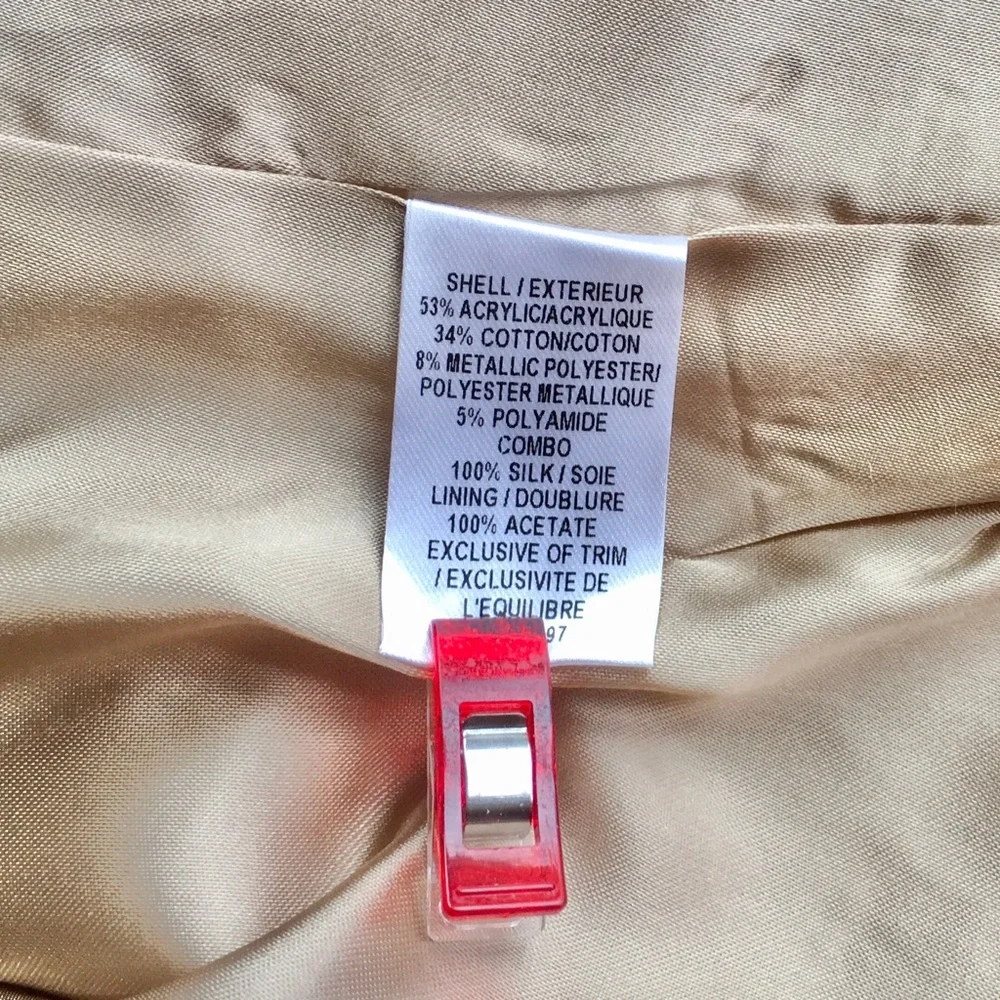 SHELL / EXTERIEUR
53% ACRYLIC/ACRYLIQUE
34% COTTON/COTON
8% METALLIC POLYESTER/
POLYESTER METALLIQUE
5% POLYAMIDE
COMBO
100% SILK / SOIE
LINING / DOUBLURE
100% ACETATE
EXCLUSIVE OF TRIM
/ EXCLUSIVITE DE
L'EQUILIBRE
97